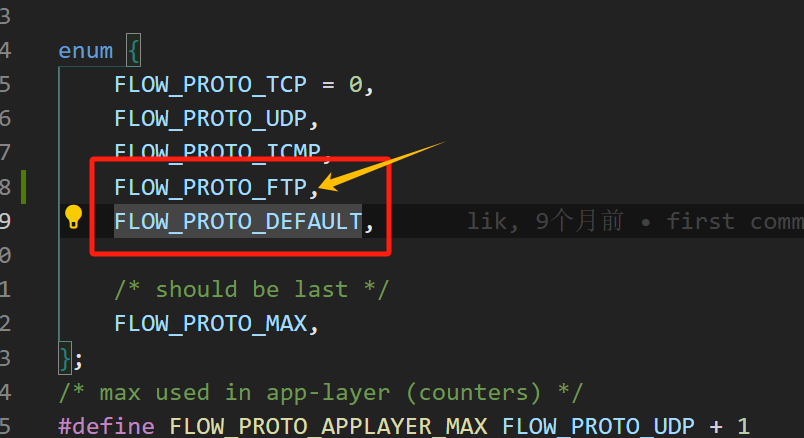 3
4 enum {
5 FLOW_PROTO_TCP = 0,
6 FLOW_PROTO_UDP,
7 FLOW_PROTO_ICMP,
8 FLOW_PROTO_FTP,
9 FLOW_PROTO_DEFAULT, lik, 9个月前 • first comm
0
1 /* should be last */
2 FLOW_PROTO_MAX,
3 };
4 /* max used in app-layer (counters) */
5 #define FLOW_PROTO_APPLAYER_MAX FLOW_PROTO_UDP + 1